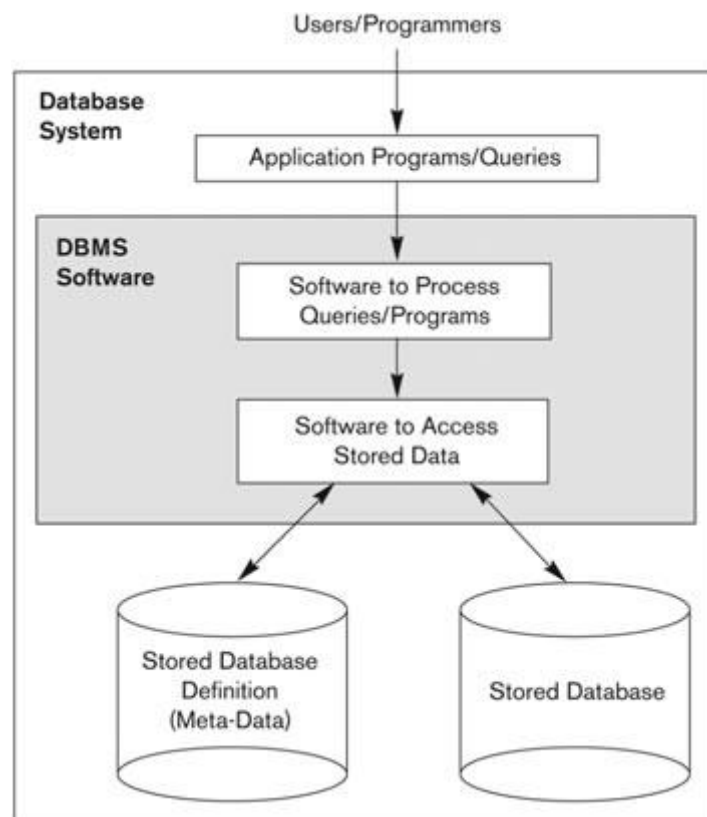 Users/Programmers
Database
System
Application Programs/Queries
DBMS
Software
Software to Process
Queries/Programs
Software to Access
Stored Data
Stored Database
Definition
(Meta-Data)
Stored Database